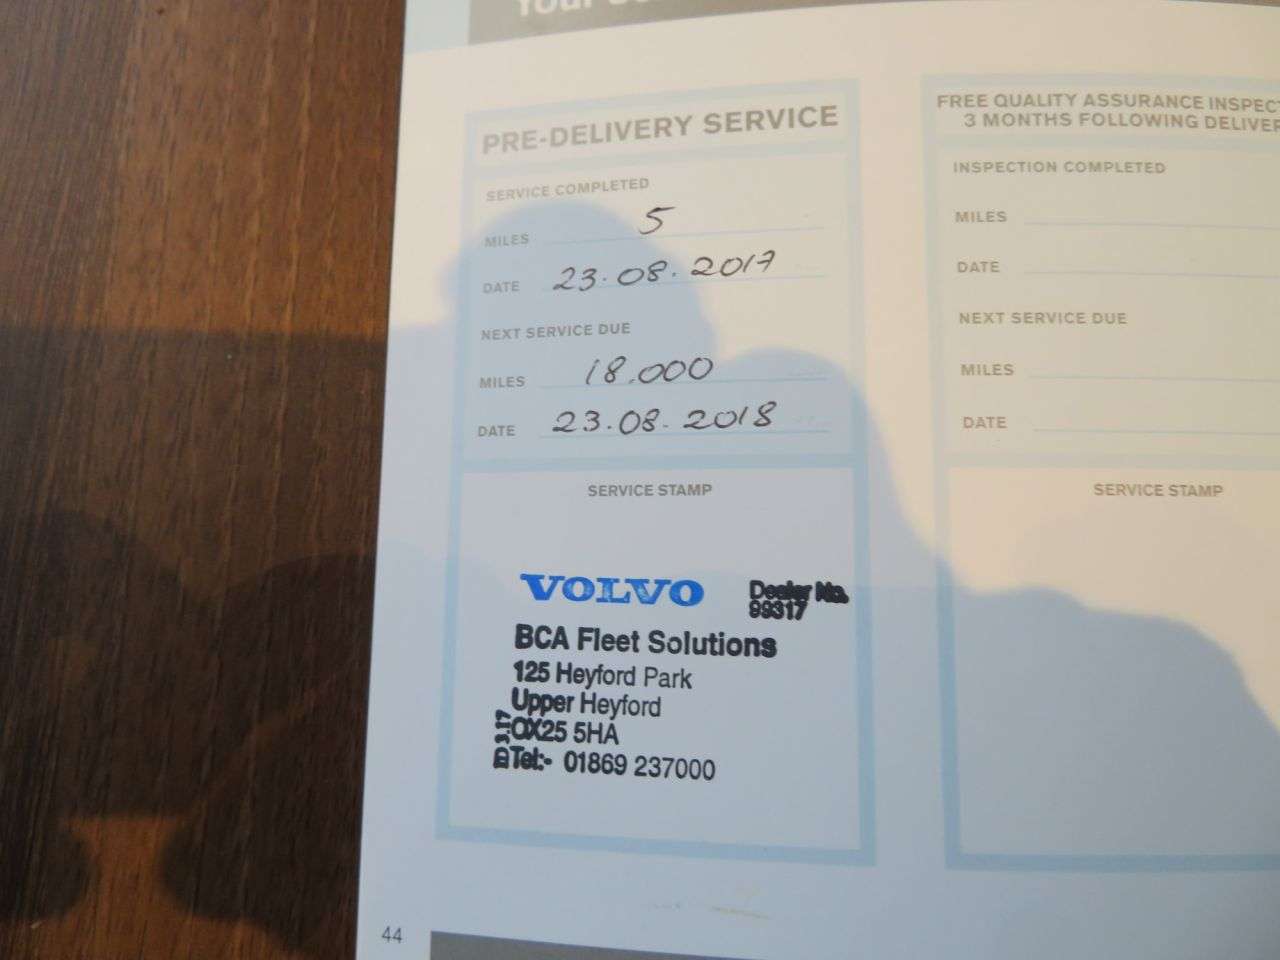 PRE-DELIVERY SERVICE
SERVICE COMPLETED
MILES 5
DATE 23.08.2017
NEXT SERVICE DUE
MILES 18.000
DATE 23.08.2018
SERVICE STAMP
VOLVO
Dealer No.
99317
BCA Fleet Solutions
125 Heyford Park
Upper Heyford
OX25 5HA
Tel:- 01869 237000
FREE QUALITY ASSURANCE
3 MONTHS FOLLOWING
INSPECTION COMPLETED
MILES
DATE
NEXT SERVICE DUE
MILES
DATE
SERVICE STAMP
44